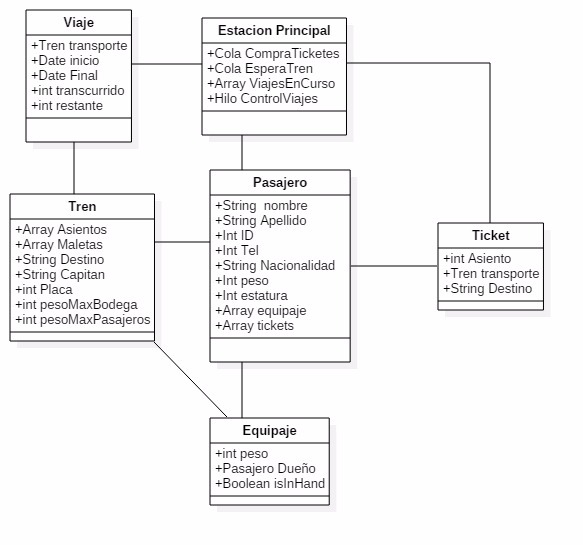 Viaje
+Tren transporte
+Date inicio
+Date Final
+int transcurrido
+int restante
Estacion Principal
+Cola CompraTicketes
+Cola EsperaTren
+Array ViajesEnCurso
+Hilo ControlViajes
Tren
+Array Asientos
+Array Maletas
+String Destino
+String Capitan
+int Placa
+int pesoMaxBodega
+int pesoMaxPasajeros
Pasajero
+String nombre
+String Apellido
+Int ID
+Int Tel
+String Nacionalidad
+Int peso
+Int estatura
+Array equipaje
+Array tickets
Ticket
+int Asiento
+Tren transporte
+String Destino
Equipaje
+int peso
+Pasajero Dueño
+Boolean isInHand